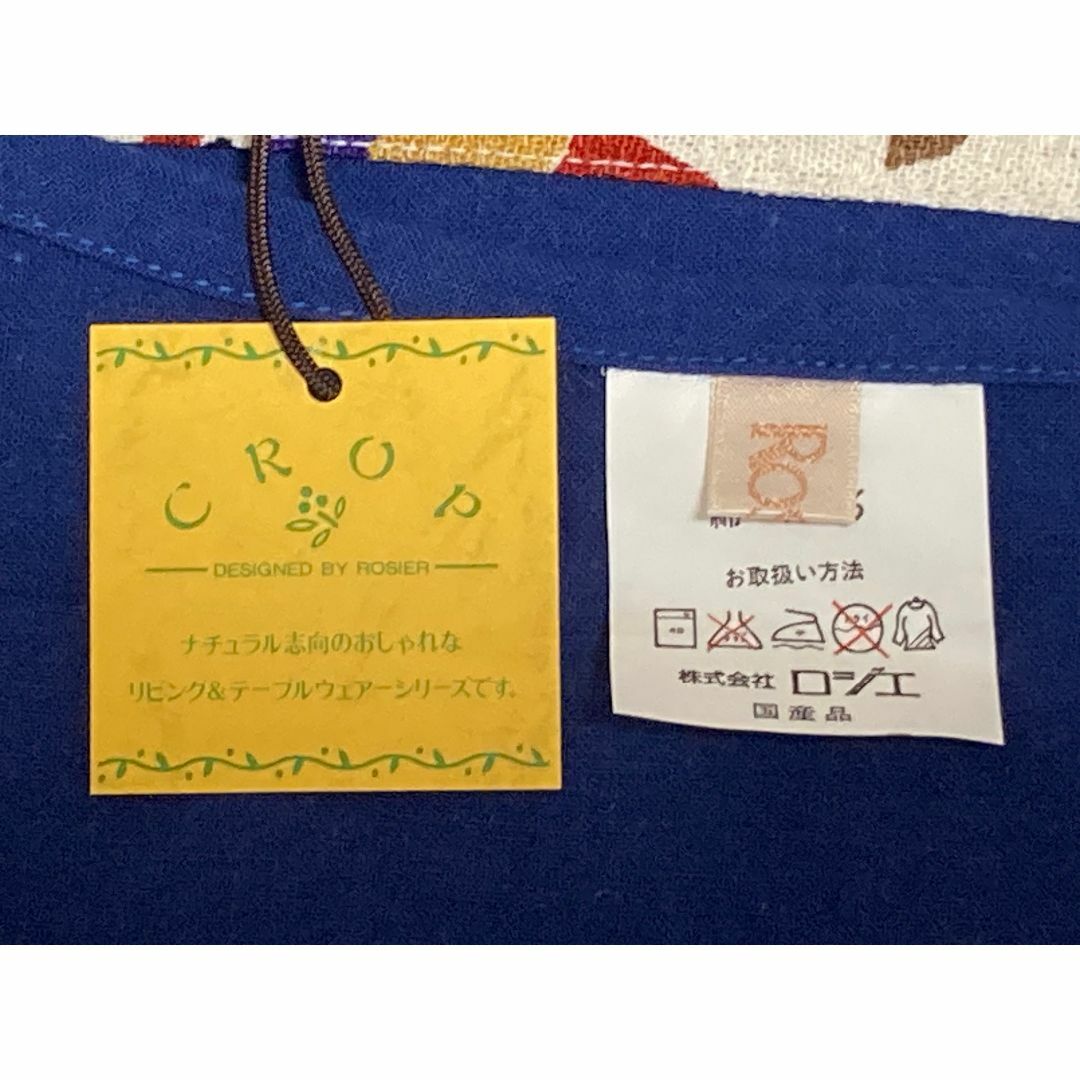 CROP
DESIGNED BY ROSIER
ナチュラル志向のおしゃれな
リビング&テーブルウェアーシリーズです。
RO
お取扱い方法
株式会社 ロジエ
国産品